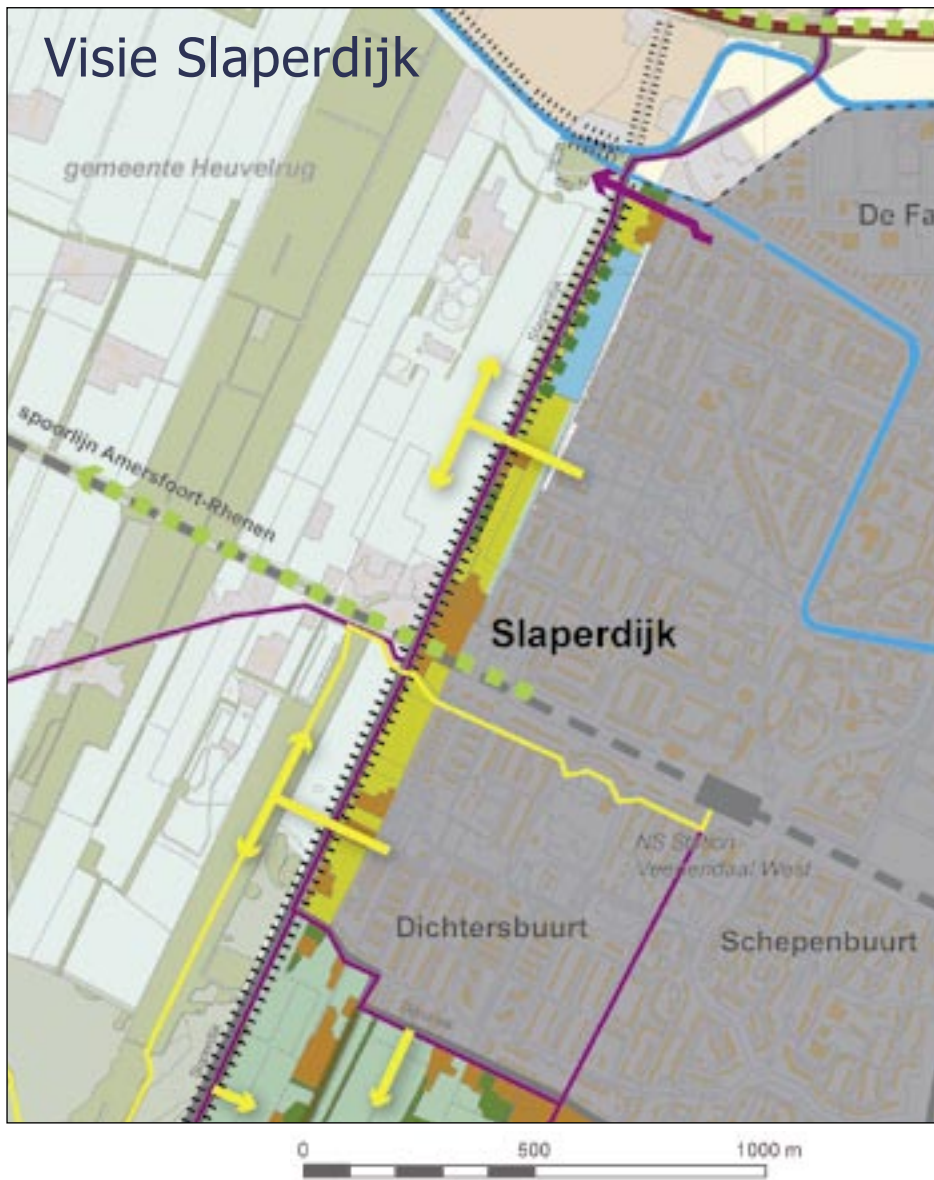 Visie Slaperdijk
gemeente Heuvelrug
De Fa
spoorlijn Amersfoort-Rhenen
Slaperdijk
NS Station
Veenendaal West
Dichtersbuurt
Schepenbuurt
0 500 1000 m